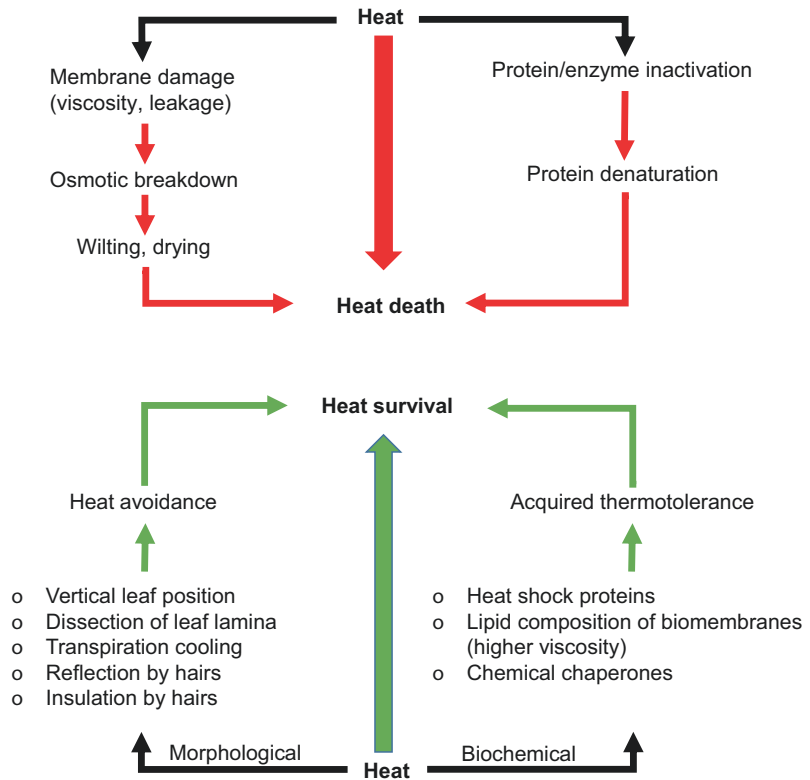 Heat
Membrane damage
(viscosity, leakage)
Protein/enzyme inactivation
Osmotic breakdown
Protein denaturation
Wilting, drying
Heat death
Heat survival
Heat avoidance
Acquired thermotolerance
o Vertical leaf position
o Dissection of leaf lamina
o Transpiration cooling
o Reflection by hairs
o Insulation by hairs
o Heat shock proteins
o Lipid composition of biomembranes
(higher viscosity)
o Chemical chaperones
Morphological
Biochemical
Heat